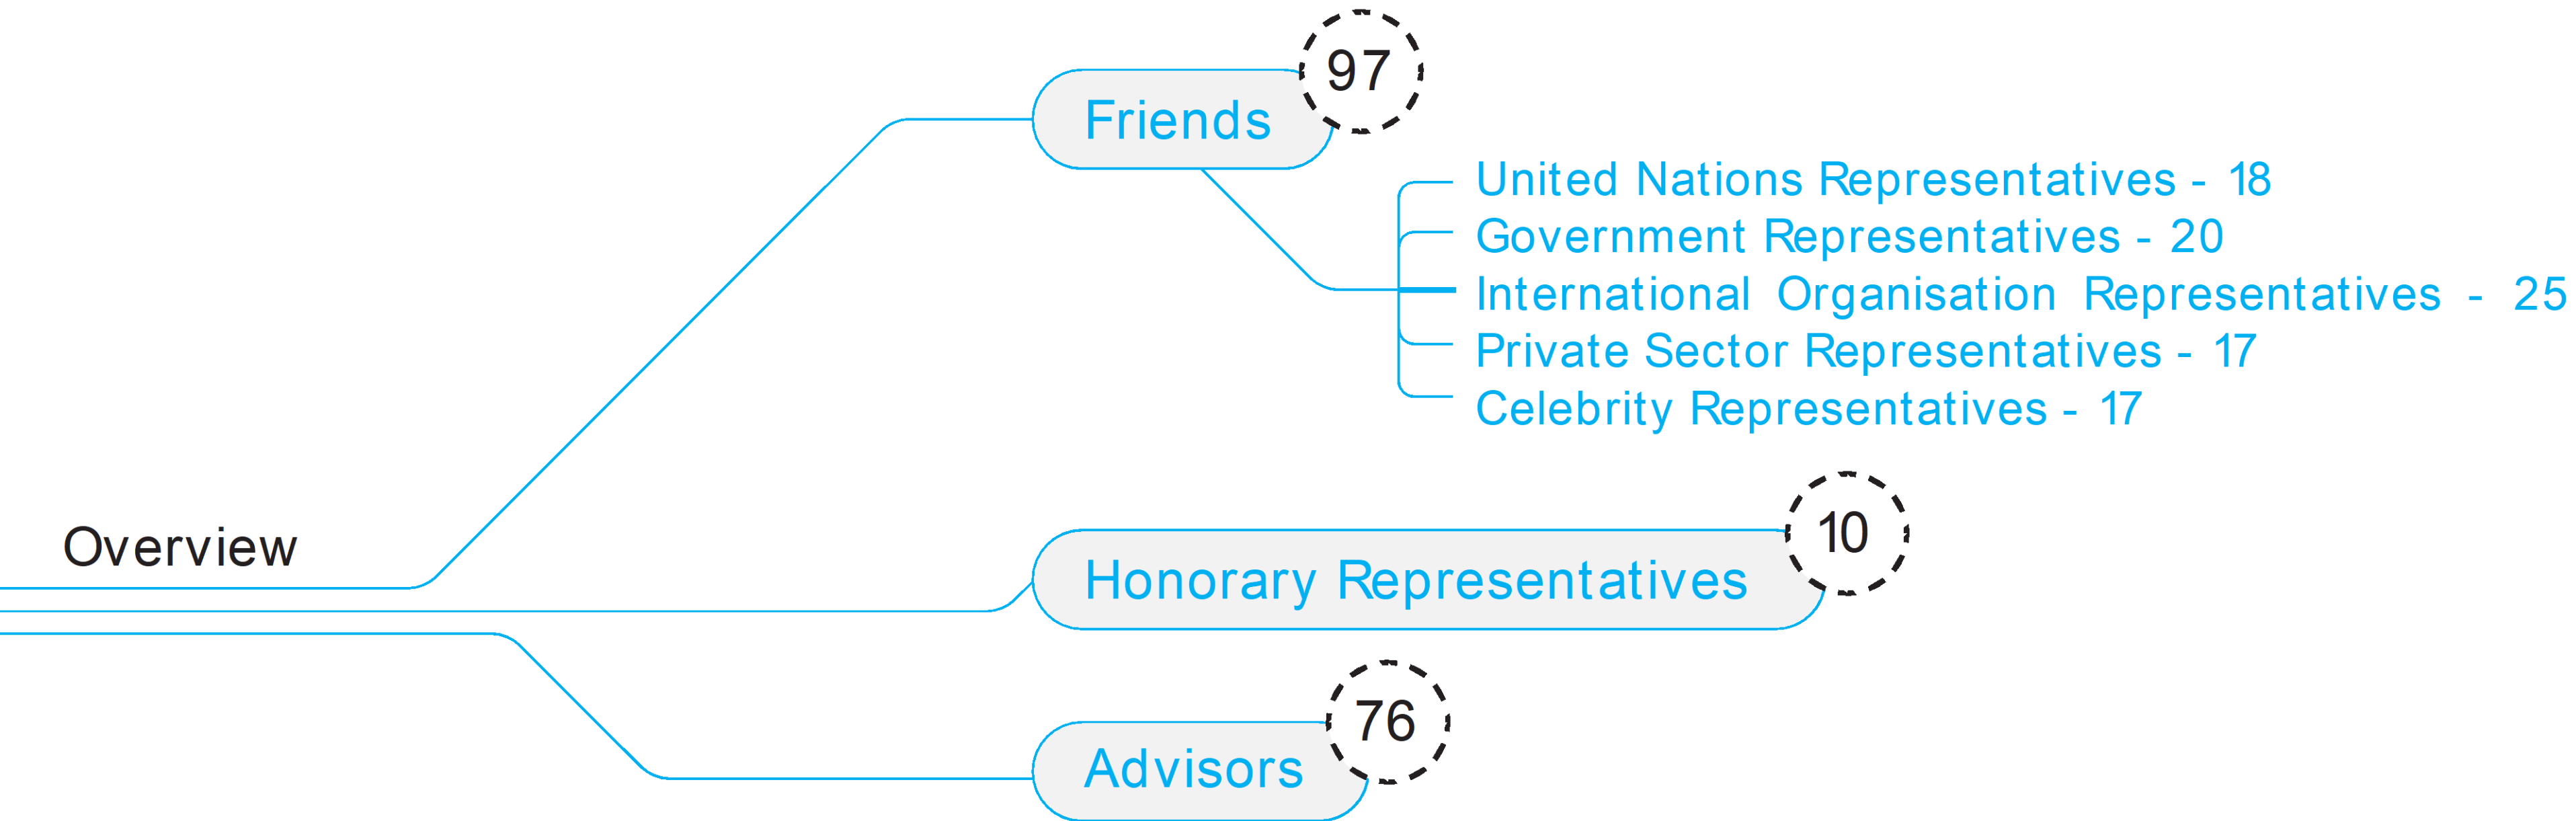 97
Friends
United Nations Representatives - 18
Government Representatives - 20
International Organisation Representatives - 25
Private Sector Representatives - 17
Celebrity Representatives - 17
Overview
10
Honorary Representatives
76
Advisors